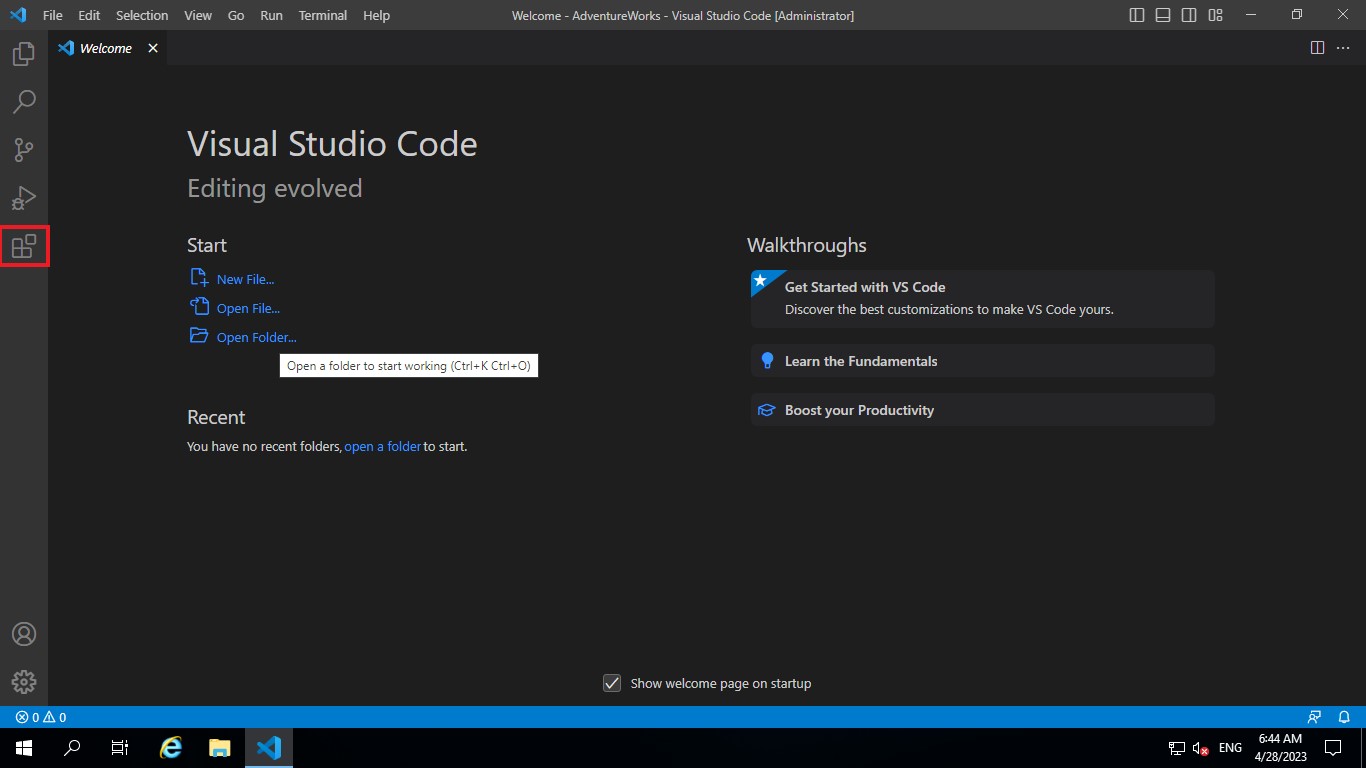 File Edit Selection View Go Run Terminal Help Welcome - AdventureWorks - Visual Studio Code [Administrator]
Welcome
Visual Studio Code
Editing evolved
Start
New File...
Open File...
Open Folder...
Open a folder to start working (Ctrl+K Ctrl+O)
Recent
You have no recent folders, open a folder to start.
Walkthroughs
Get Started with VS Code
Discover the best customizations to make VS Code yours.
Learn the Fundamentals
Boost your Productivity
Show welcome page on startup
0 0
ENG
6:44 AM
4/28/2023